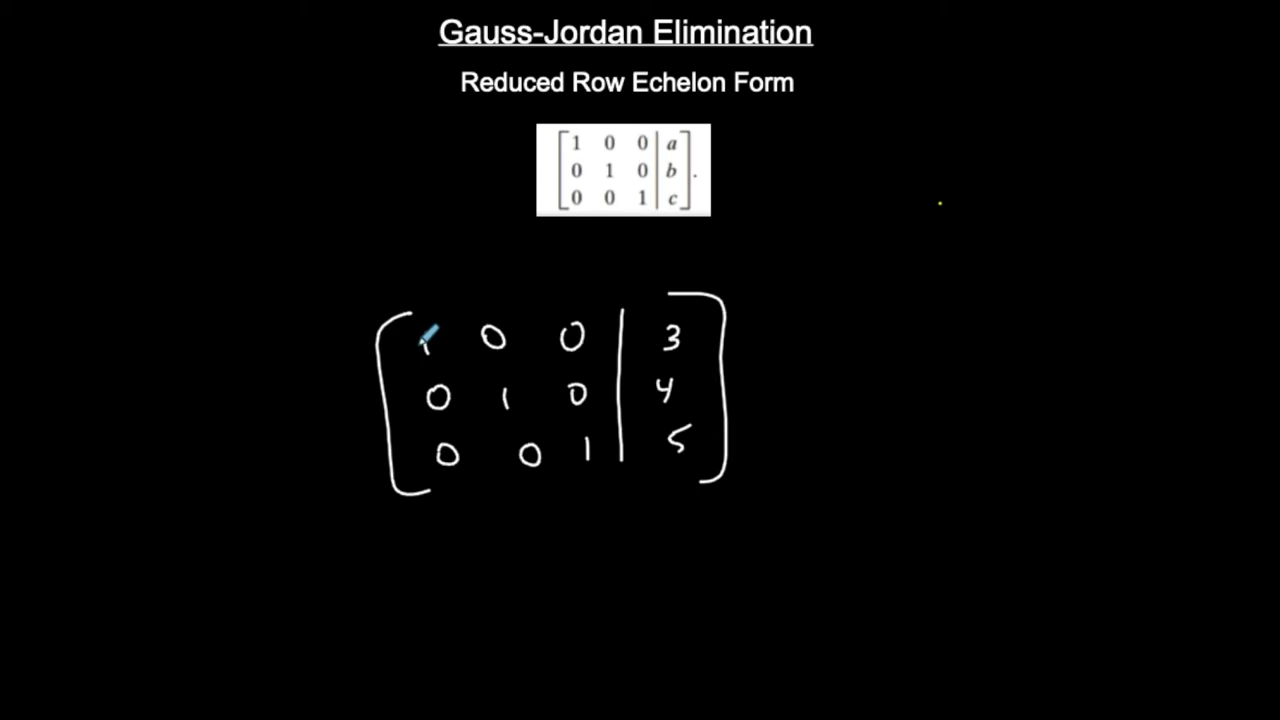 Gauss-Jordan Elimination
Reduced Row Echelon Form
1 0 0 a
0 1 0 b
0 0 1 c .
1 0 0 3
0 1 0 4
0 0 1 5